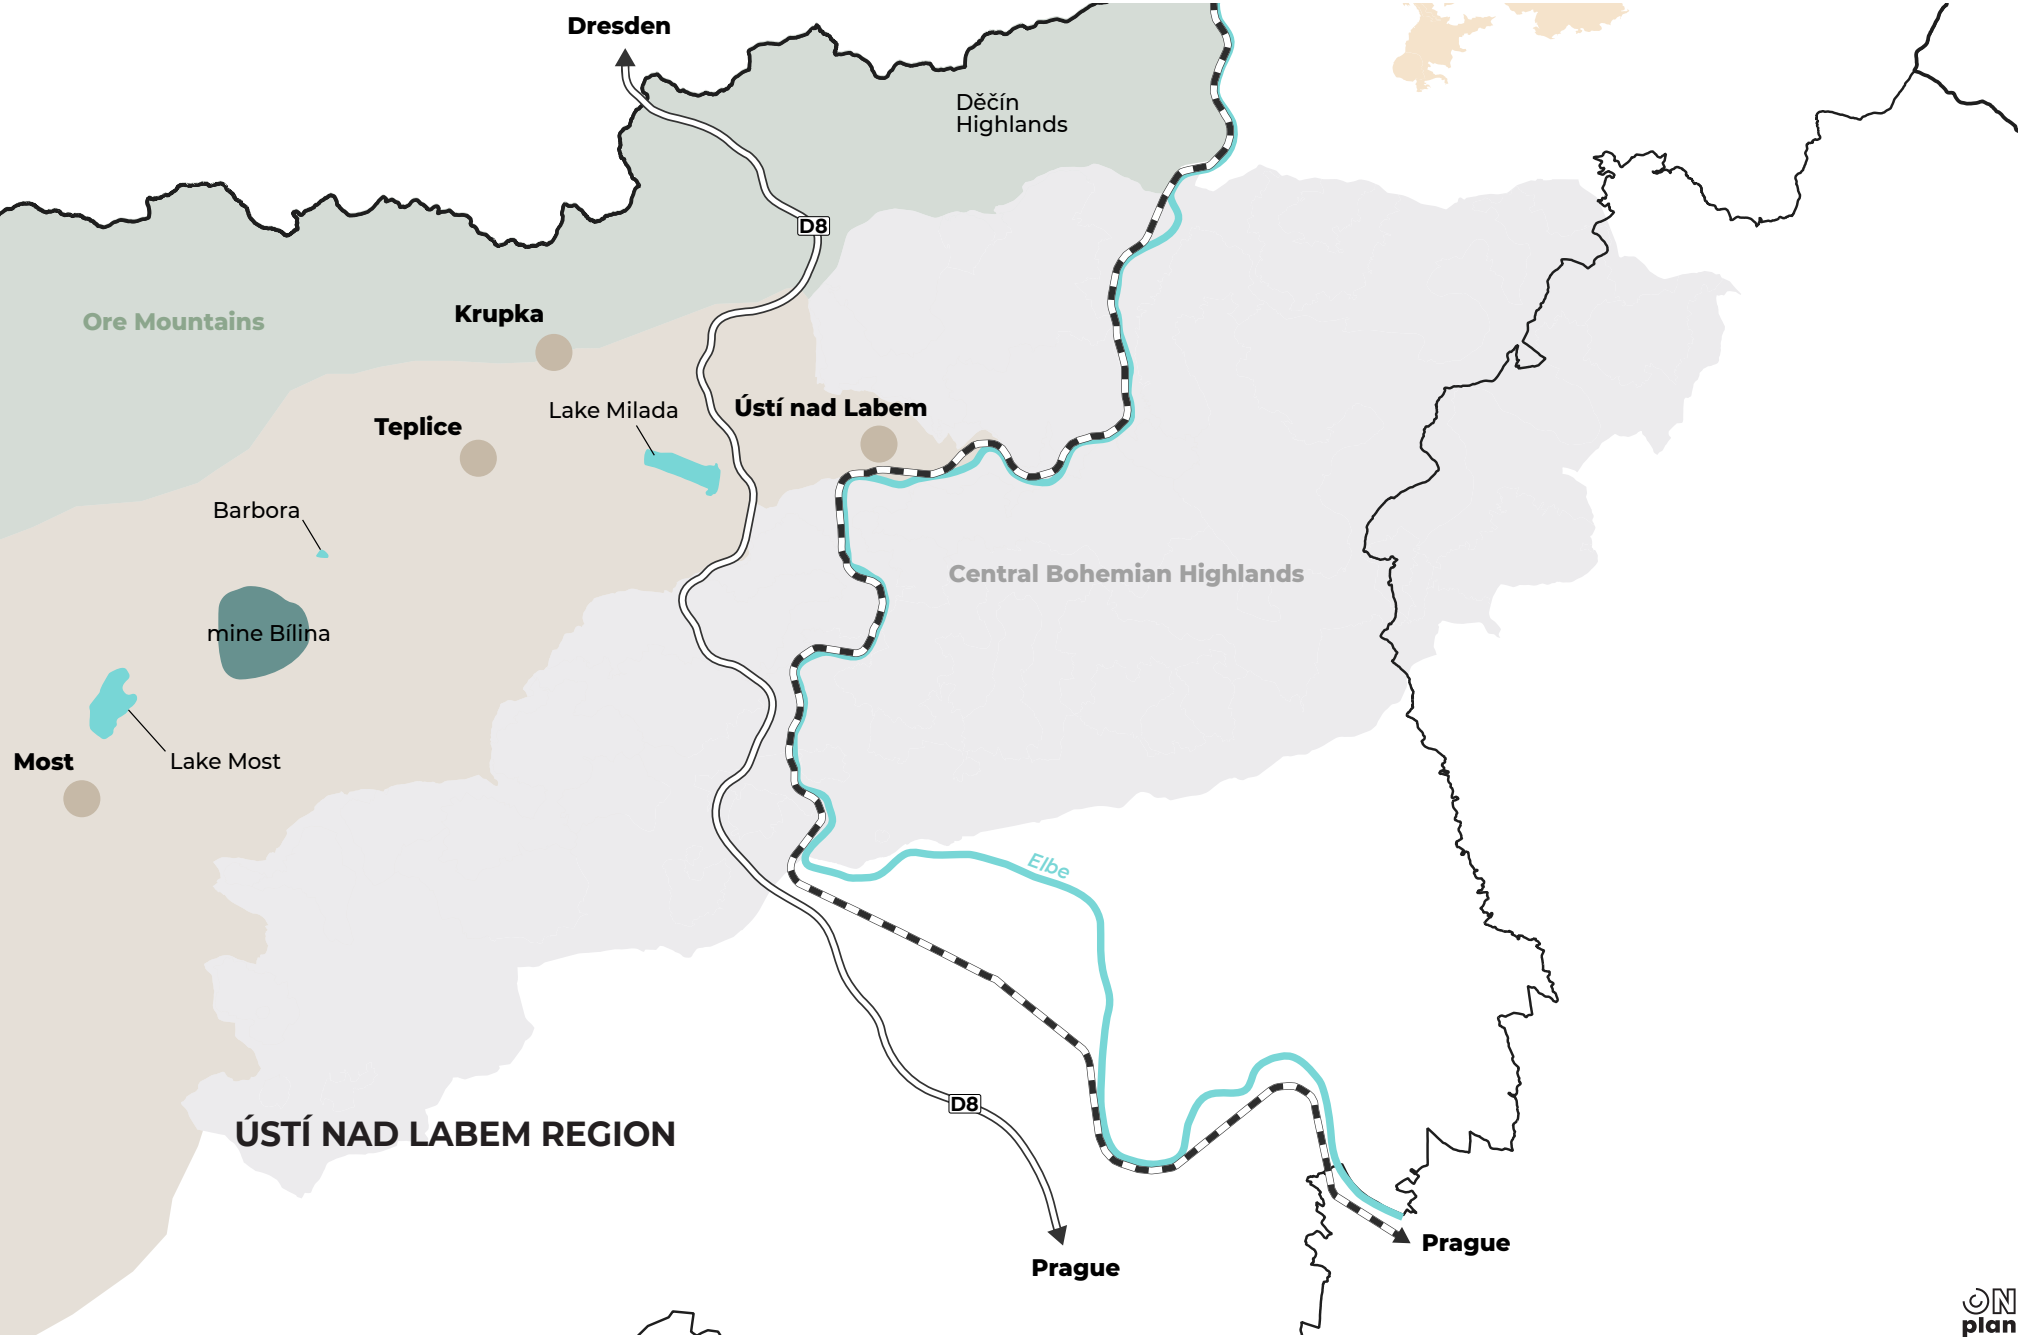 Dresden
Děčín
Highlands
D8
Ore Mountains
Krupka
Lake Milada
Ústí nad Labem
Teplice
Barbora
Central Bohemian Highlands
mine Bílina
Lake Most
Most
Elbe
D8
ÚSTÍ NAD LABEM REGION
Prague
Prague
ON
plan